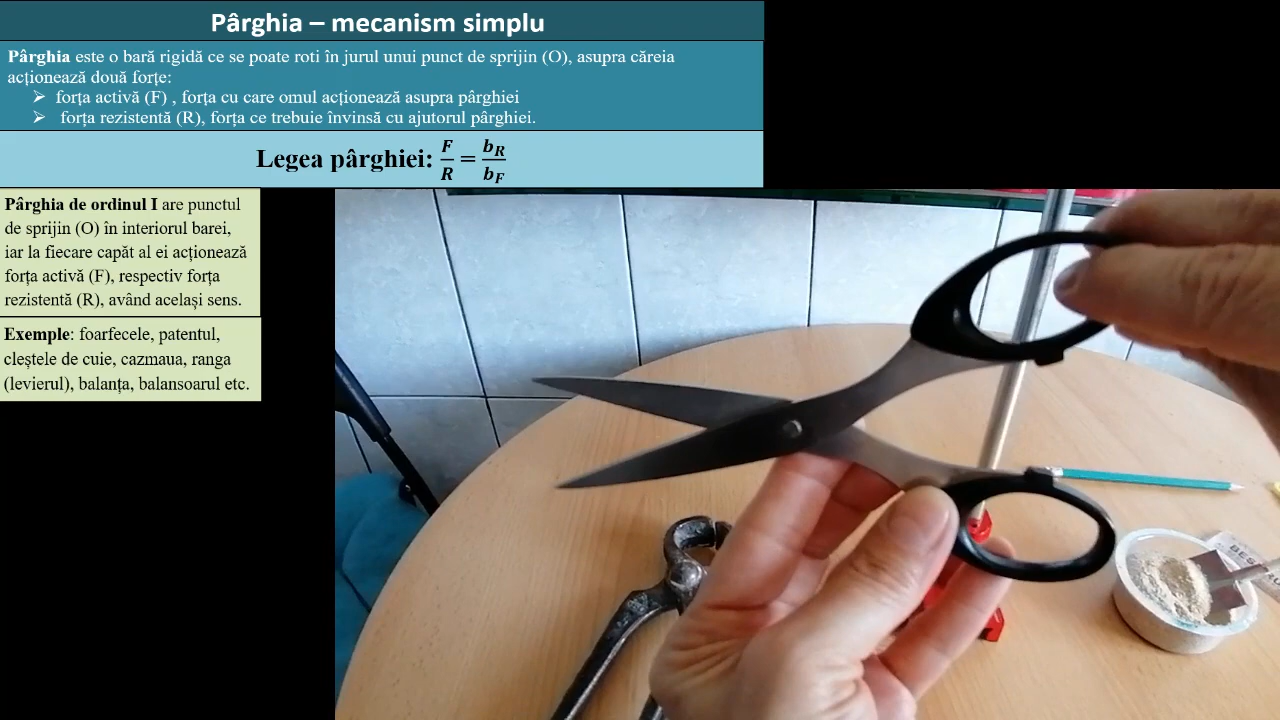 Pârghia – mecanism simplu
Pârghia este o bară rigidă ce se poate roti în jurul unui punct de sprijin (O), asupra căreia
acționează două forțe:
➢ forța activă (F) , forța cu care omul acționează asupra pârghiei
➢ forța rezistentă (R), forța ce trebuie învinsă cu ajutorul pârghiei.
Legea pârghiei: F/R = b_R/b_F
Pârghia de ordinul I are punctul
de sprijin (O) în interiorul barei,
iar la fiecare capăt al ei acționează
forța activă (F), respectiv forța
rezistentă (R), având același sens.
Exemple: foarfecele, patentul,
cleștele de cuie, cazmaua, ranga
(levierul), balanța, balansoarul etc.